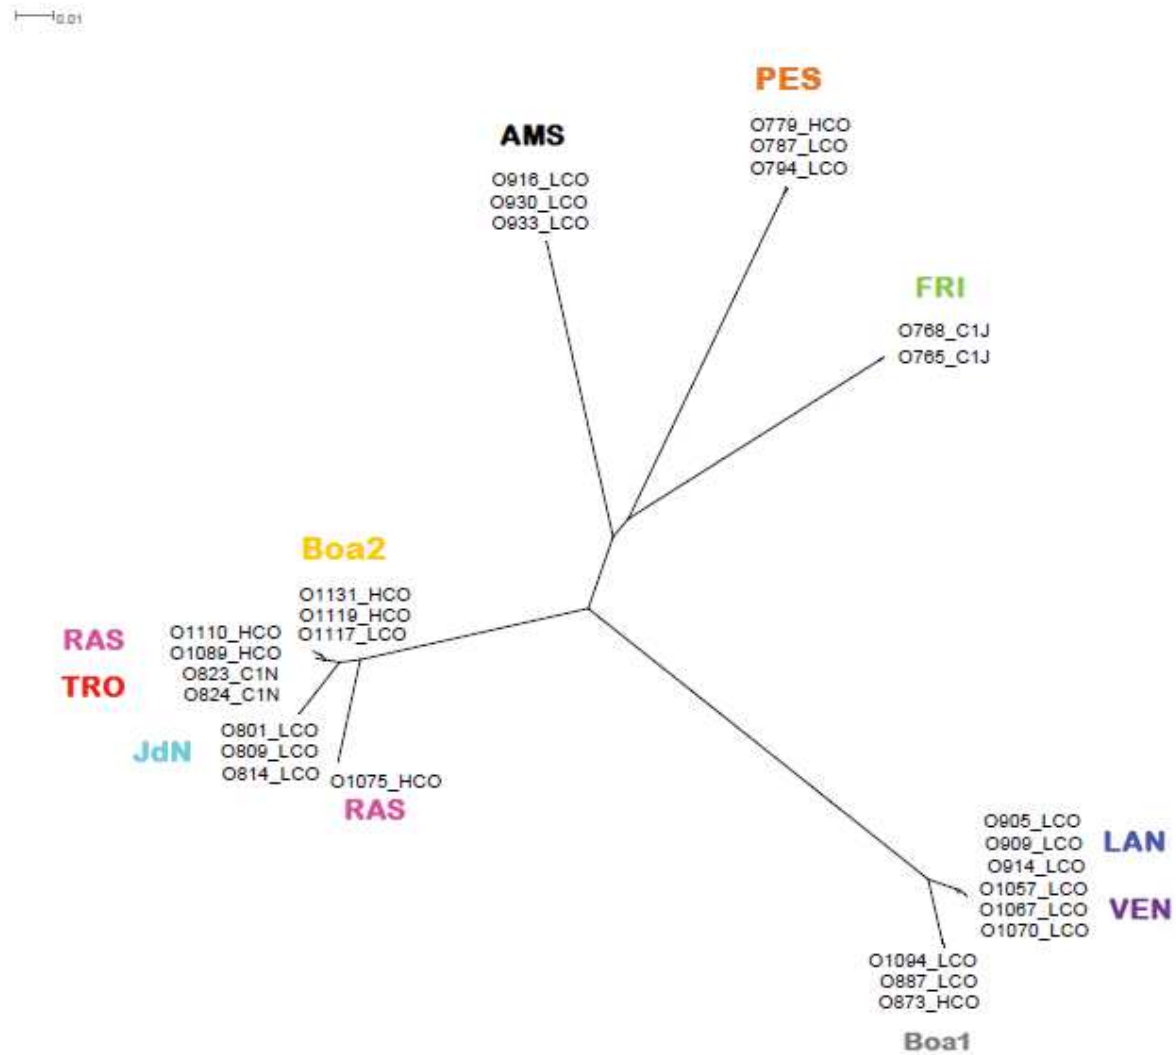 0.01
PES
O779_HCO
O787_LCO
O794_LCO
AMS
O916_LCO
O930_LCO
O933_LCO
FRI
O768_C1J
O765_C1J
Boa2
O1131_HCO
O1119_HCO
O1117_LCO
RAS
O1110_HCO
O1089_HCO
TRO
O823_C1N
O824_C1N
JdN
O801_LCO
O809_LCO
O814_LCO
O1075_HCO
RAS
O905_LCO
O909_LCO
O914_LCO
LAN
O1057_LCO
O1067_LCO
O1070_LCO
VEN
O1094_LCO
O887_LCO
O873_HCO
Boa1